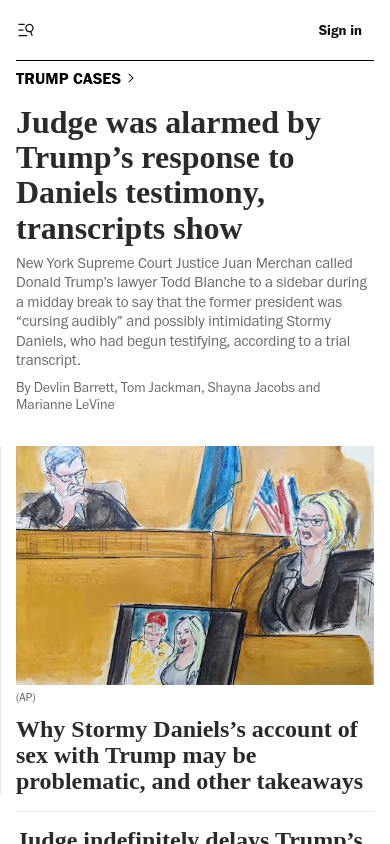 Sign in
TRUMP CASES
Judge was alarmed by
Trump’s response to
Daniels testimony,
transcripts show
New York Supreme Court Justice Juan Merchan called
Donald Trump’s lawyer Todd Blanche to a sidebar during
a midday break to say that the former president was
“cursing audibly” and possibly intimidating Stormy
Daniels, who had begun testifying, according to a trial
transcript.
By Devlin Barrett, Tom Jackman, Shayna Jacobs and
Marianne LeVine
(AP)
Why Stormy Daniels’s account of
sex with Trump may be
problematic, and other takeaways
Judge indefinitely delays Trump’s